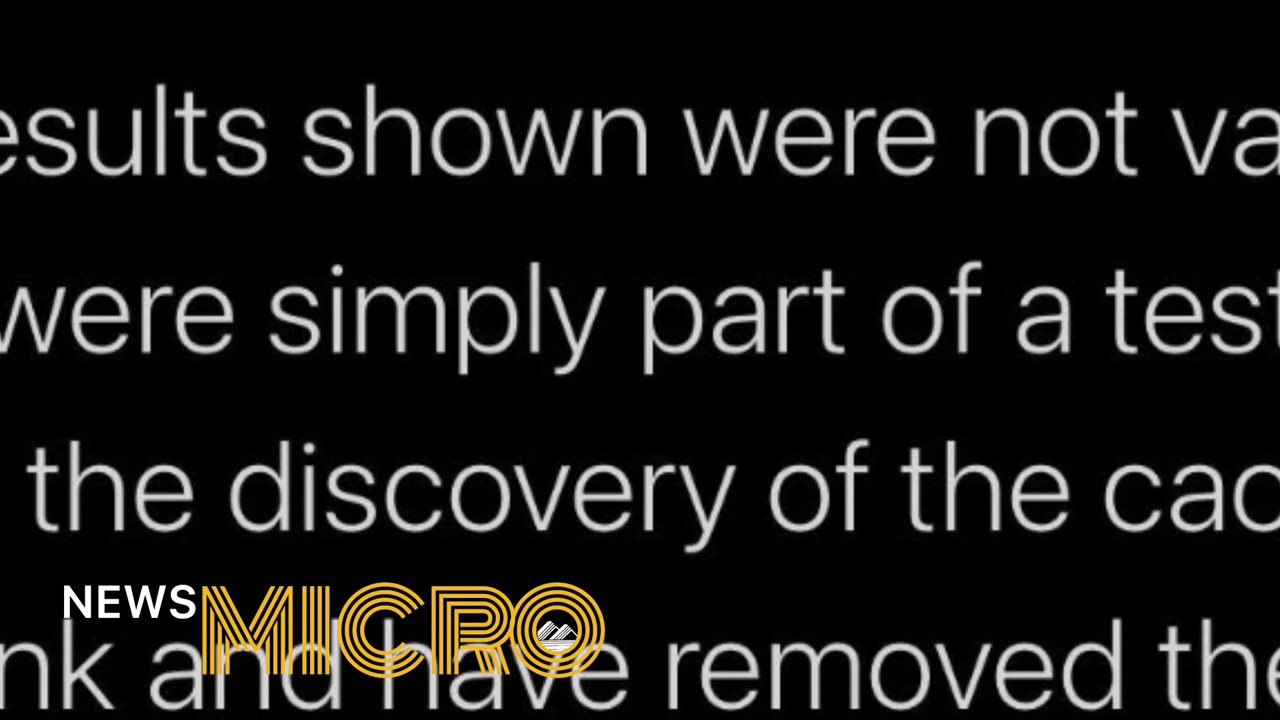 esults shown were not va
were simply part of a test
the discovery of the cac
NEWS MICRO
nk and have removed the